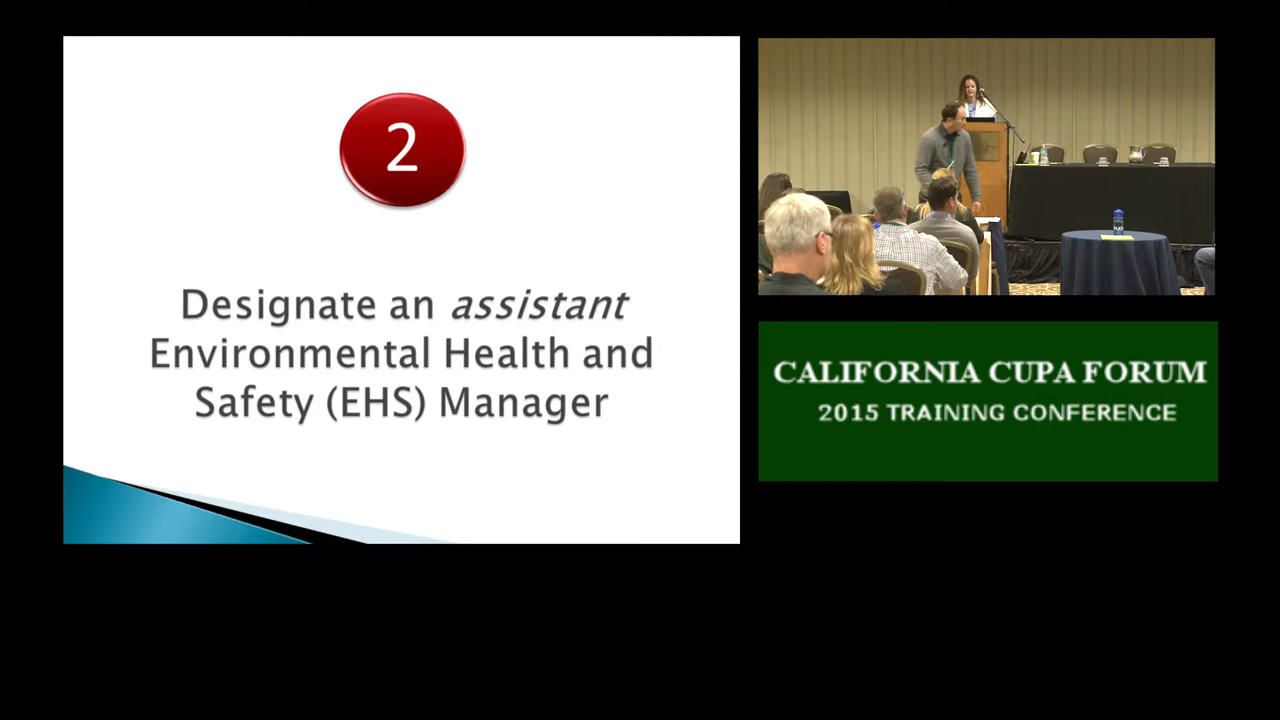 2
Designate an assistant
Environmental Health and
Safety (EHS) Manager
CALIFORNIA CUPA FORUM
2015 TRAINING CONFERENCE